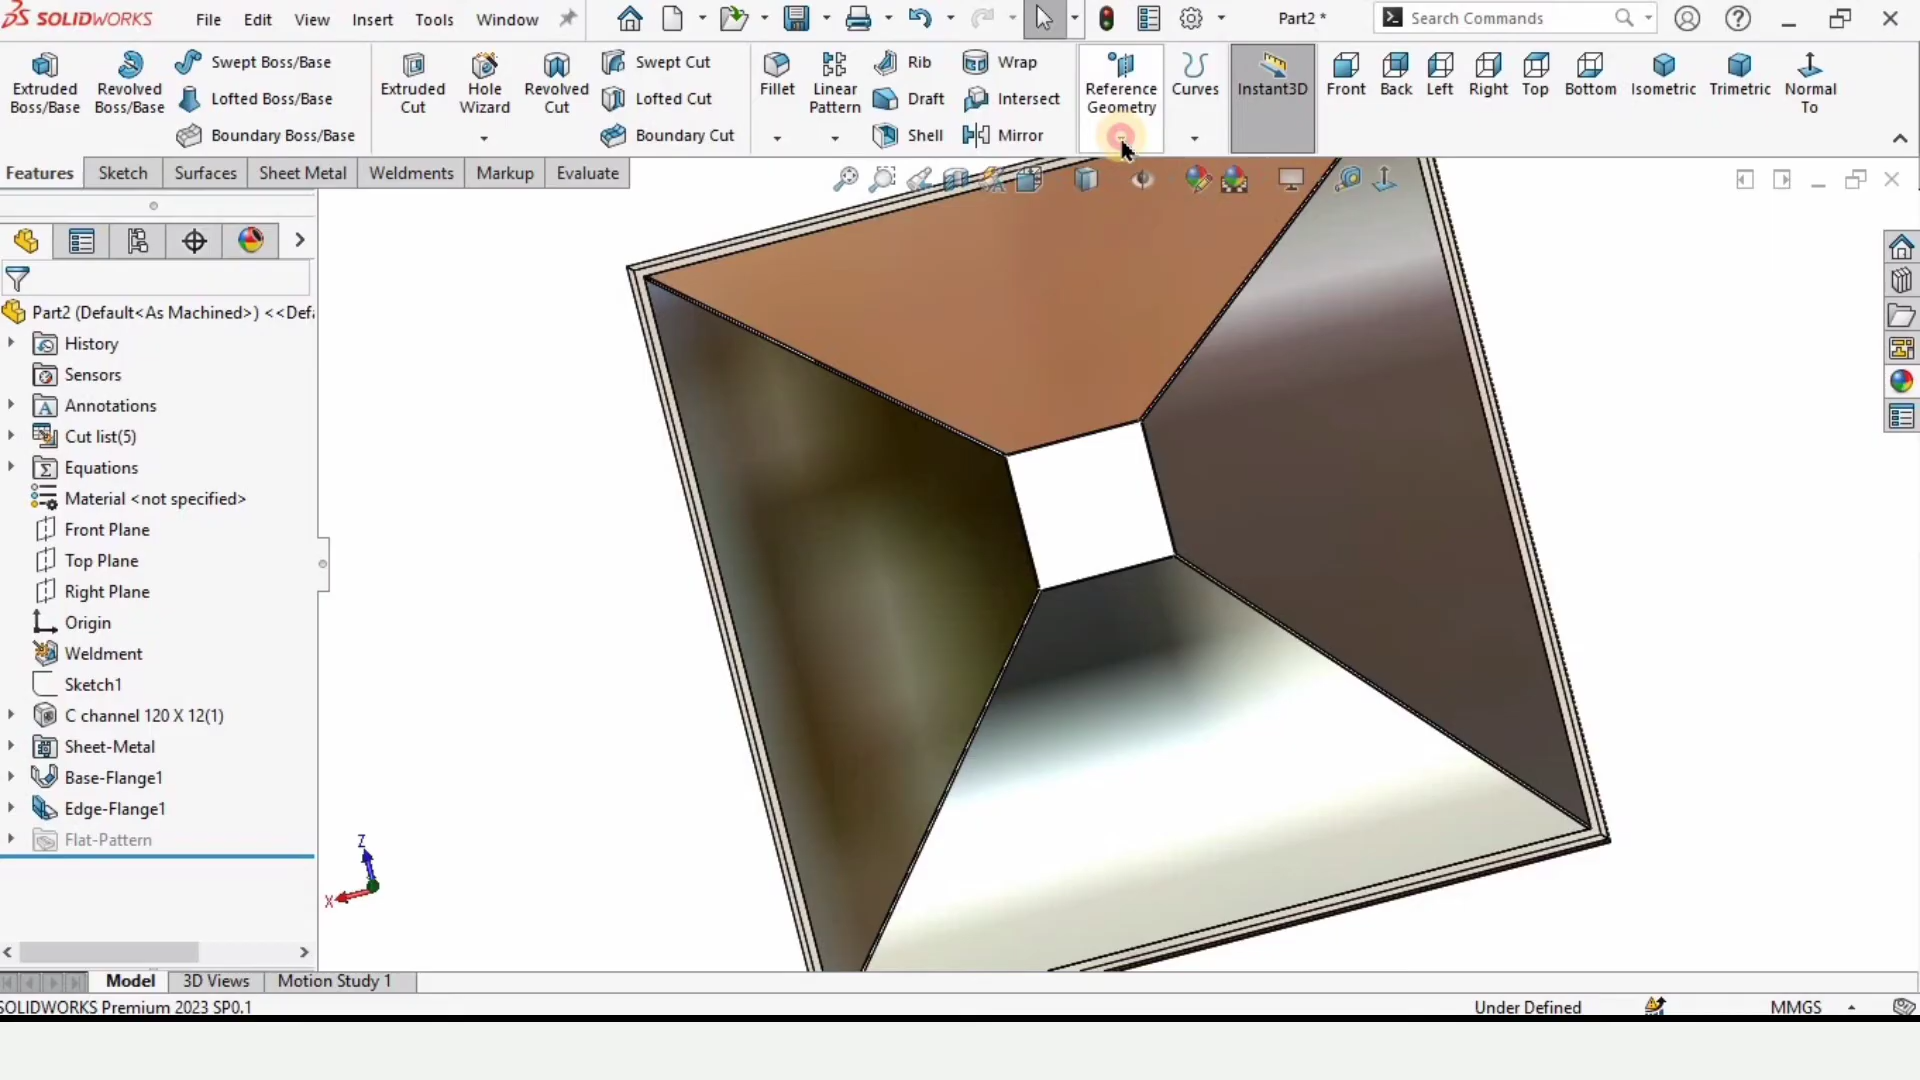 SOLIDWORKS File Edit View Insert Tools Window Part2 * Search Commands
Extruded Boss/Base
Revolved Boss/Base
Swept Boss/Base
Lofted Boss/Base
Boundary Boss/Base
Extruded Cut
Hole Wizard
Revolved Cut
Swept Cut
Lofted Cut
Boundary Cut
Fillet
Linear Pattern
Rib
Draft
Shell
Wrap
Intersect
Mirror
Reference Geometry
Curves
Instant3D
Front
Back
Left
Right
Top
Bottom
Isometric
Trimetric
Normal To
Features Sketch Surfaces Sheet Metal Weldments Markup Evaluate
Part2 (Default<As Machined>) <<Def
History
Sensors
Annotations
Cut list(5)
Equations
Material <not specified>
Front Plane
Top Plane
Right Plane
Origin
Weldment
Sketch1
C channel 120 X 12(1)
Sheet-Metal
Base-Flange1
Edge-Flange1
Flat-Pattern
Z
X
Model 3D Views Motion Study 1
SOLIDWORKS Premium 2023 SP0.1 Under Defined MMGS